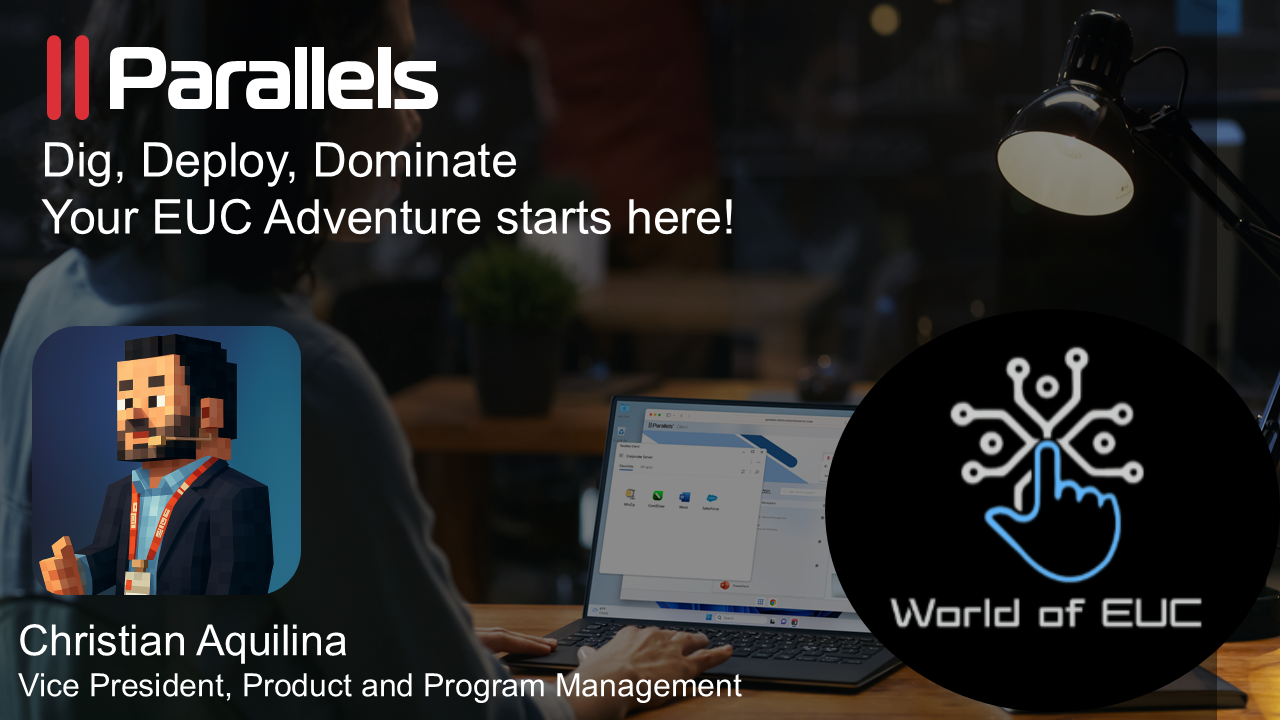 Parallels
Dig, Deploy, Dominate
Your EUC Adventure starts here!
Parallels
World of EUC
Christian Aquilina
Vice President, Product and Program Management